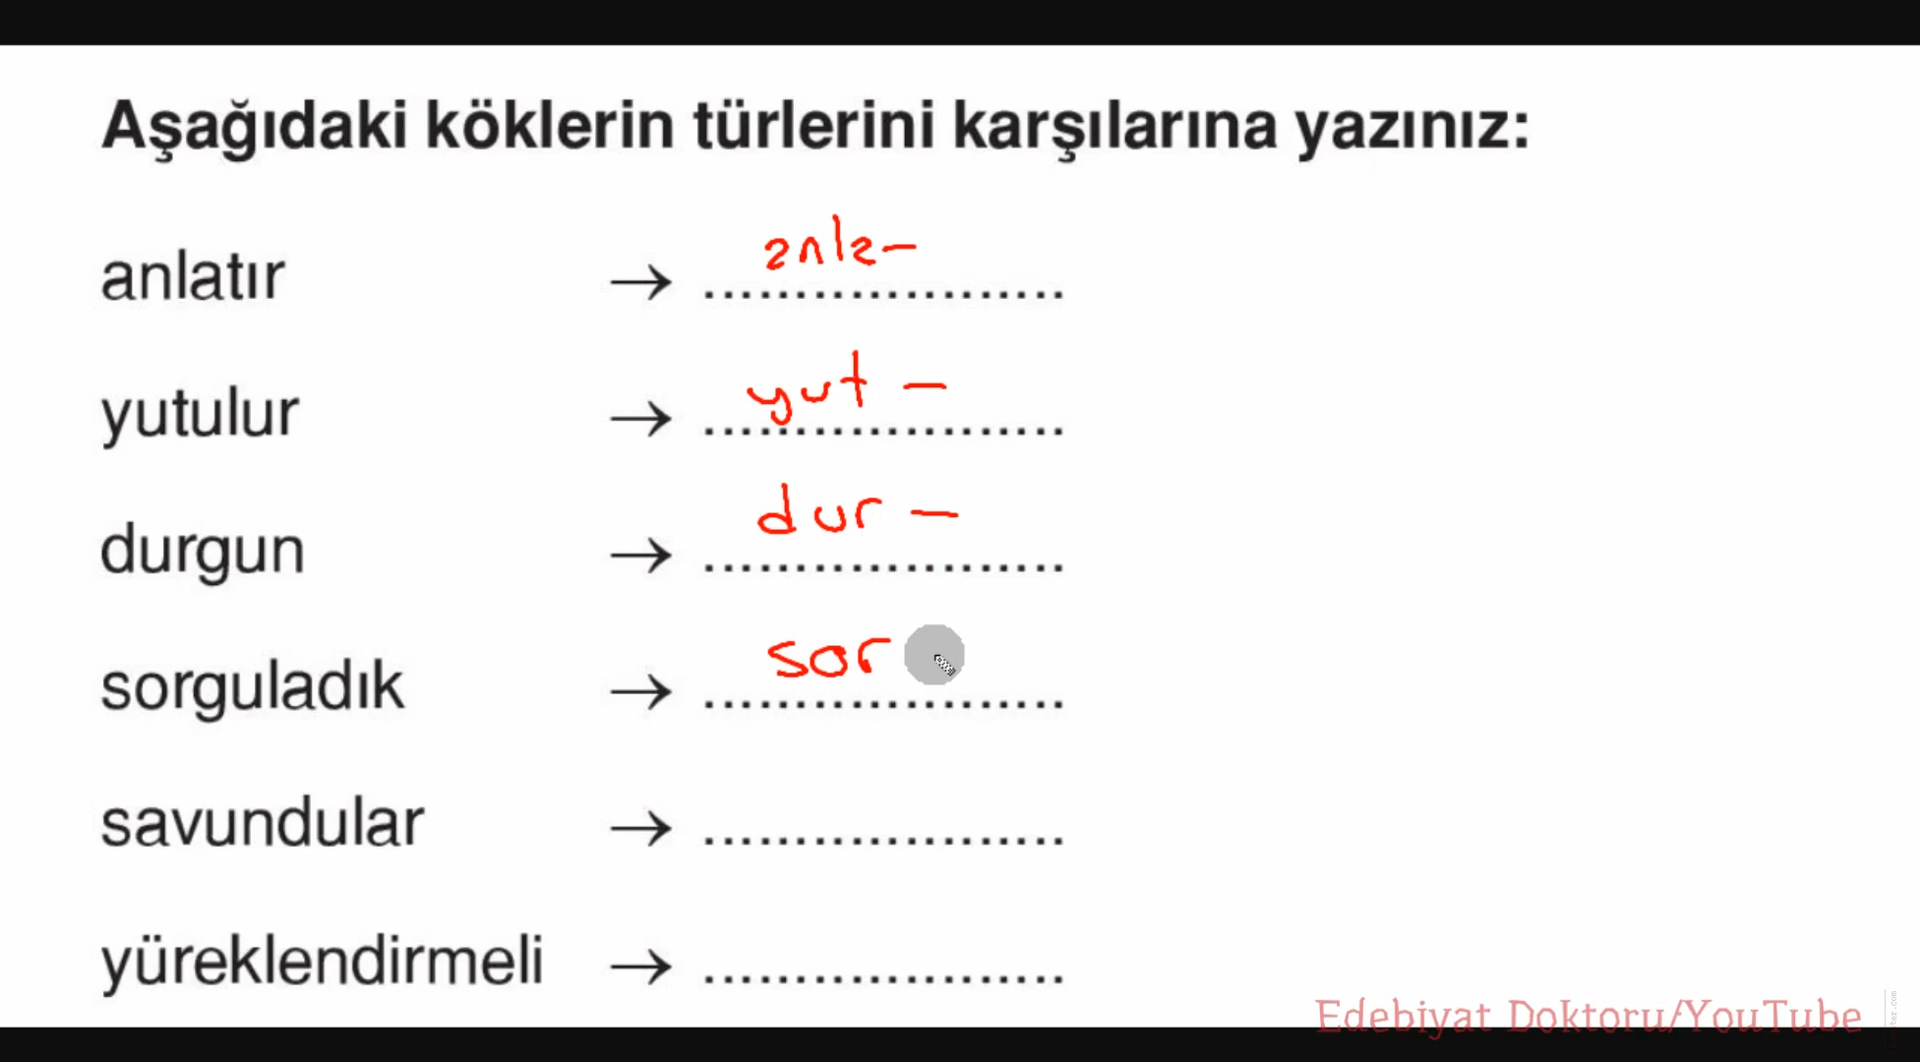 Aşağıdaki köklerin türlerini karşılarına yazınız:
anlatır → .................... anla-
yutulur → .................... yut -
durgun → .................... dur -
sorguladık → .................... sor
savundular → ....................
yüreklendirmeli → ....................
Edebiyat Doktoru/YouTube